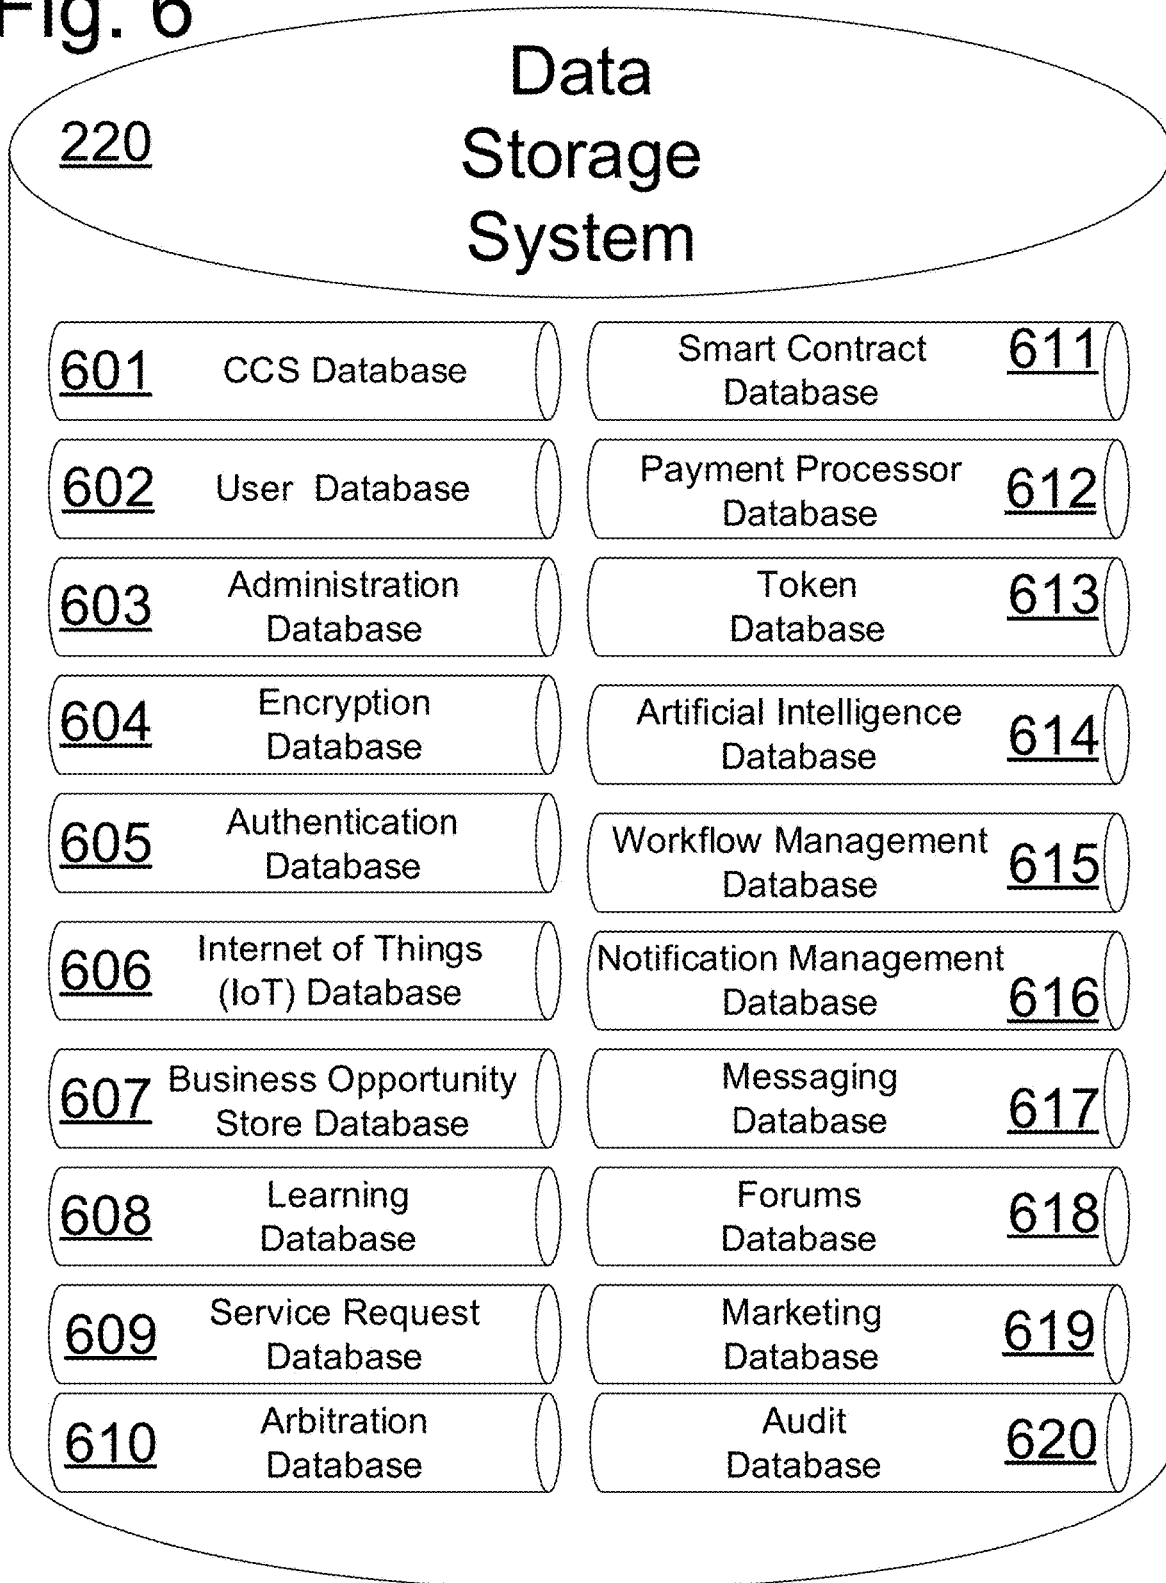 Fig. 6
Data
Storage
System
220
601 CCS Database
602 User Database
603 Administration
Database
604 Encryption
Database
605 Authentication
Database
606 Internet of Things
(IoT) Database
607 Business Opportunity
Store Database
608 Learning
Database
609 Service Request
Database
610 Arbitration
Database
Smart Contract 611
Database
Payment Processor
Database 612
Token 613
Database
Artificial Intelligence
Database 614
Workflow Management
Database 615
Notification Management
Database 616
Messaging
Database 617
Forums
Database 618
Marketing
Database 619
Audit
Database 620